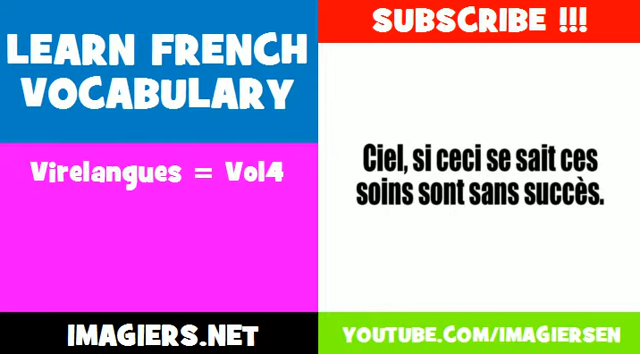 LEARN FRENCH
VOCABULARY
Virelangues = Vol4
IMAGIERS.NET
SUBSCRIBE !!!
Ciel, si ceci se sait ces
soins sont sans succès.
YOUTUBE.COM/IMAGIERSEN